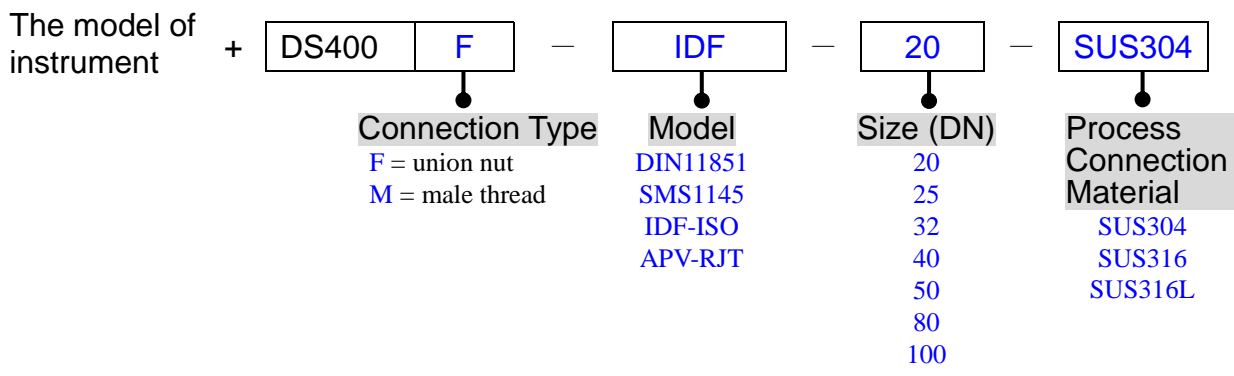 The model of
instrument
+ DS400 F — IDF — 20 — SUS304
Connection Type
F = union nut
M = male thread
Model
DIN11851
SMS1145
IDF-ISO
APV-RJT
Size (DN)
20
25
32
40
50
80
100
Process
Connection
Material
SUS304
SUS316
SUS316L